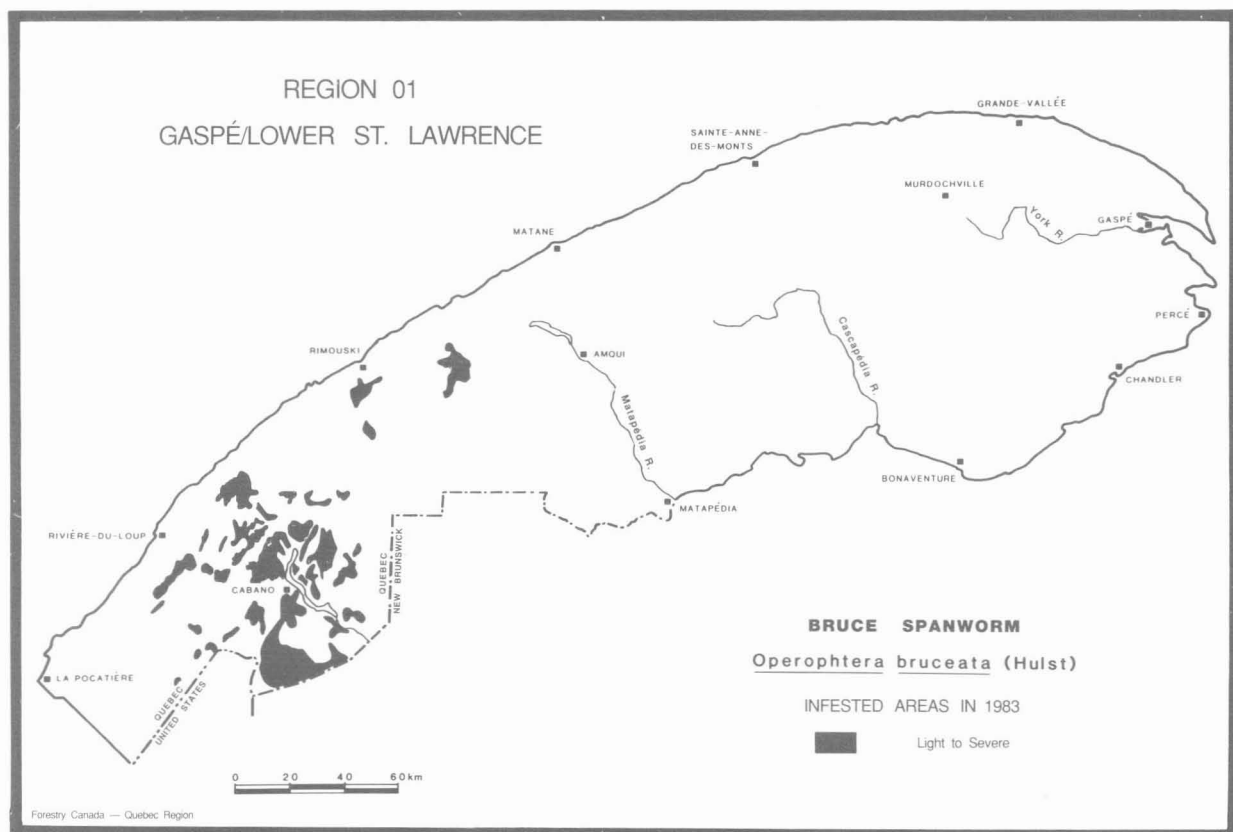 REGION 01
GASPÉ/LOWER ST. LAWRENCE
GRANDE-VALLÉE
SAINTE-ANNE-
DES-MONTS
MURDOCHVILLE
York R.
GASPÉ
MATANE
PERCÉ
RIMOUSKI
AMQUI
Cascapédia R.
CHANDLER
Matapédia R.
BONAVENTURE
MATAPÉDIA
RIVIÈRE-DU-LOUP
QUEBEC
NEW BRUNSWICK
CABANO
LA POCATIÈRE
QUEBEC
UNITED STATES
BRUCE SPANWORM
Operophtera bruceata (Hulst)
INFESTED AREAS IN 1983
Light to Severe
0 20 40 60 km
Forestry Canada — Quebec Region